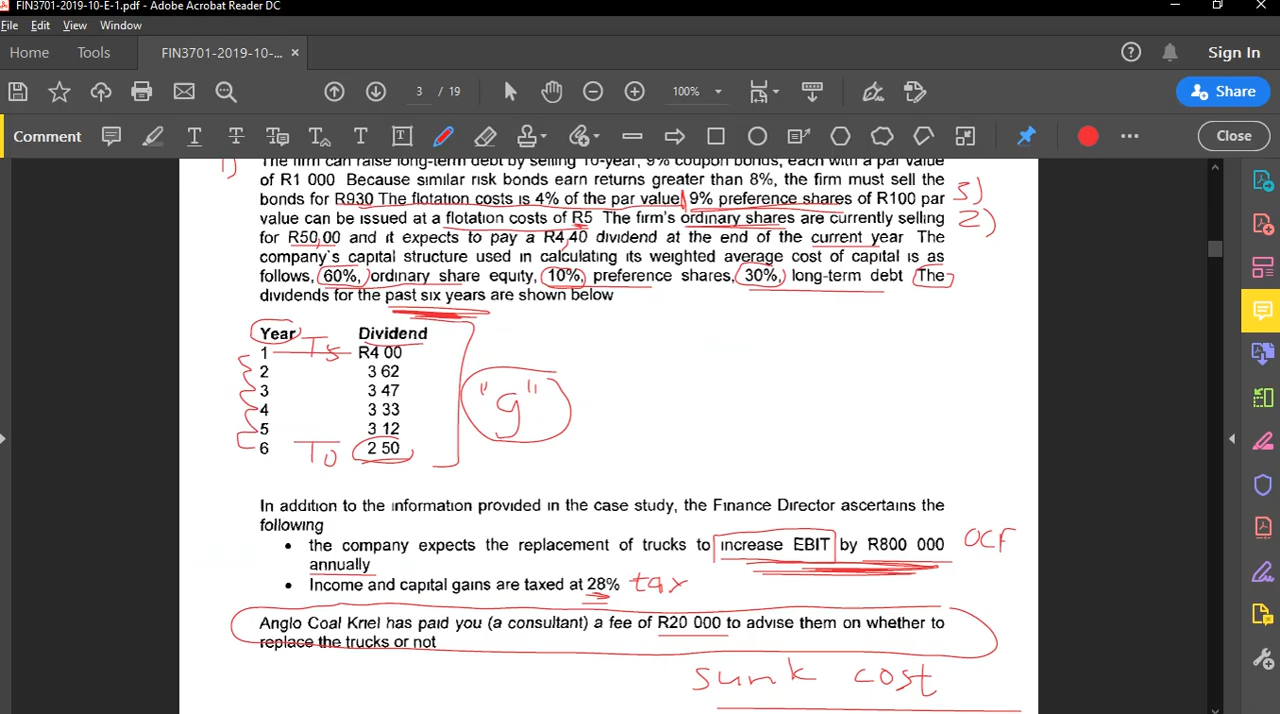 FIN3701-2019-10-E-1.pdf - Adobe Acrobat Reader DC
File Edit View Window
Home Tools FIN3701-2019-10-... × Sign In
3 / 19 100% Share
Comment Close
1)
The firm can raise long-term debt by selling 10-year, 9% coupon bonds, each with a par value
of R1 000 Because similar risk bonds earn returns greater than 8%, the firm must sell the
bonds for R930 The flotation costs is 4% of the par value 9% preference shares of R100 par 3)
value can be issued at a flotation costs of R5 The firm's ordinary shares are currently selling 2)
for R50,00 and it expects to pay a R4,40 dividend at the end of the current year The
company's capital structure used in calculating its weighted average cost of capital is as
follows, 60%, ordinary share equity, 10%, preference shares, 30%, long-term debt The
dividends for the past six years are shown below
Year Dividend
1 T5 R4 00
2 3 62
3 3 47
4 3 33
5 3 12
6 T0 2 50
"g"
In addition to the information provided in the case study, the Finance Director ascertains the
following
• the company expects the replacement of trucks to increase EBIT by R800 000 OCF
annually
• Income and capital gains are taxed at 28% tax
Anglo Coal Kriel has paid you (a consultant) a fee of R20 000 to advise them on whether to
replace the trucks or not
sunk cost